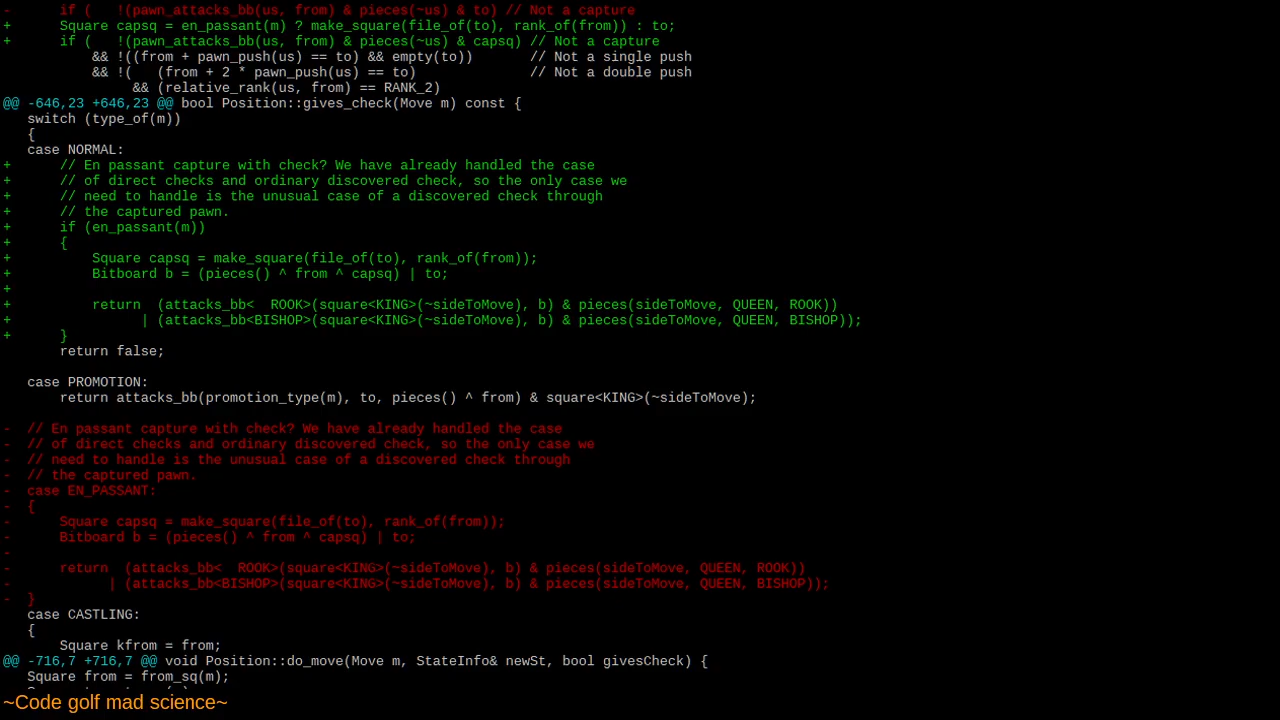 -      if (   !(pawn_attacks_bb(us, from) & pieces(~us) & to) // Not a capture
+      Square capsq = en_passant(m) ? make_square(file_of(to), rank_of(from)) : to;
+      if (   !(pawn_attacks_bb(us, from) & pieces(~us) & capsq) // Not a capture
           && !((from + pawn_push(us) == to) && empty(to))       // Not a single push
           && !(   (from + 2 * pawn_push(us) == to)              // Not a double push
                && (relative_rank(us, from) == RANK_2)
@@ -646,23 +646,23 @@ bool Position::gives_check(Move m) const {
   switch (type_of(m))
   {
   case NORMAL:
+      // En passant capture with check? We have already handled the case
+      // of direct checks and ordinary discovered check, so the only case we
+      // need to handle is the unusual case of a discovered check through
+      // the captured pawn.
+      if (en_passant(m))
+      {
+          Square capsq = make_square(file_of(to), rank_of(from));
+          Bitboard b = (pieces() ^ from ^ capsq) | to;
+
+          return  (attacks_bb<  ROOK>(square<KING>(~sideToMove), b) & pieces(sideToMove, QUEEN, ROOK))
+                | (attacks_bb<BISHOP>(square<KING>(~sideToMove), b) & pieces(sideToMove, QUEEN, BISHOP));
+      }
       return false;
   case PROMOTION:
       return attacks_bb(promotion_type(m), to, pieces() ^ from) & square<KING>(~sideToMove);
-  // En passant capture with check? We have already handled the case
-  // of direct checks and ordinary discovered check, so the only case we
-  // need to handle is the unusual case of a discovered check through
-  // the captured pawn.
-  case EN_PASSANT:
-  {
-      Square capsq = make_square(file_of(to), rank_of(from));
-      Bitboard b = (pieces() ^ from ^ capsq) | to;
-
-      return  (attacks_bb<  ROOK>(square<KING>(~sideToMove), b) & pieces(sideToMove, QUEEN, ROOK))
-            | (attacks_bb<BISHOP>(square<KING>(~sideToMove), b) & pieces(sideToMove, QUEEN, BISHOP));
-  }
   case CASTLING:
   {
       Square kfrom = from;
@@ -716,7 +716,7 @@ void Position::do_move(Move m, StateInfo& newSt, bool givesCheck) {
   Square from = from_sq(m);
~Code golf mad science~